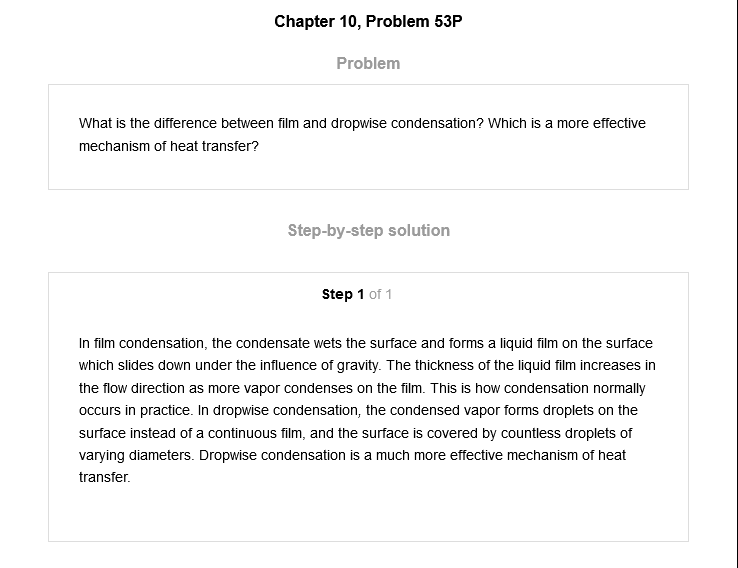 Chapter 10, Problem 53P
Problem
What is the difference between film and dropwise condensation? Which is a more effective
mechanism of heat transfer?
Step-by-step solution
Step 1 of 1
In film condensation, the condensate wets the surface and forms a liquid film on the surface
which slides down under the influence of gravity. The thickness of the liquid film increases in
the flow direction as more vapor condenses on the film. This is how condensation normally
occurs in practice. In dropwise condensation, the condensed vapor forms droplets on the
surface instead of a continuous film, and the surface is covered by countless droplets of
varying diameters. Dropwise condensation is a much more effective mechanism of heat
transfer.